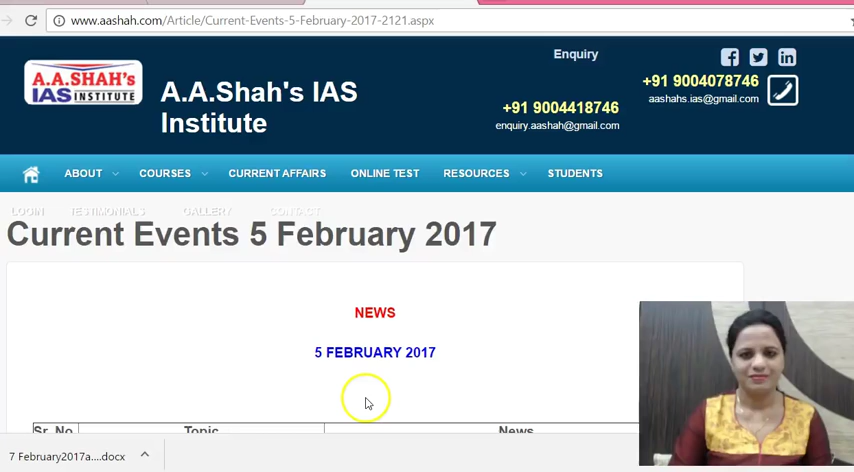 www.aashah.com/Article/Current-Events-5-February-2017-2121.aspx
Enquiry
A.A.SHAH's
IAS INSTITUTE
A.A.Shah's IAS
Institute
+91 9004078746
aashahs.ias@gmail.com
+91 9004418746
enquiry.aashah@gmail.com
ABOUT COURSES CURRENT AFFAIRS ONLINE TEST RESOURCES STUDENTS
LOGIN TESTIMONIALS GALLERY CONTACT
Current Events 5 February 2017
NEWS
5 FEBRUARY 2017
Sr. No Topic News
7 February2017a....docx